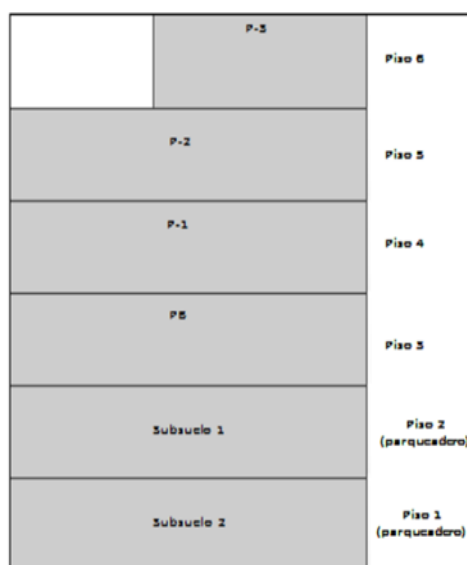 P-3
Piso 6
P-2
Piso 5
P-1
Piso 4
PB
Piso 3
Subsuelo 1
Piso 2
(parqueadero)
Subsuelo 2
Piso 1
(parqueadero)